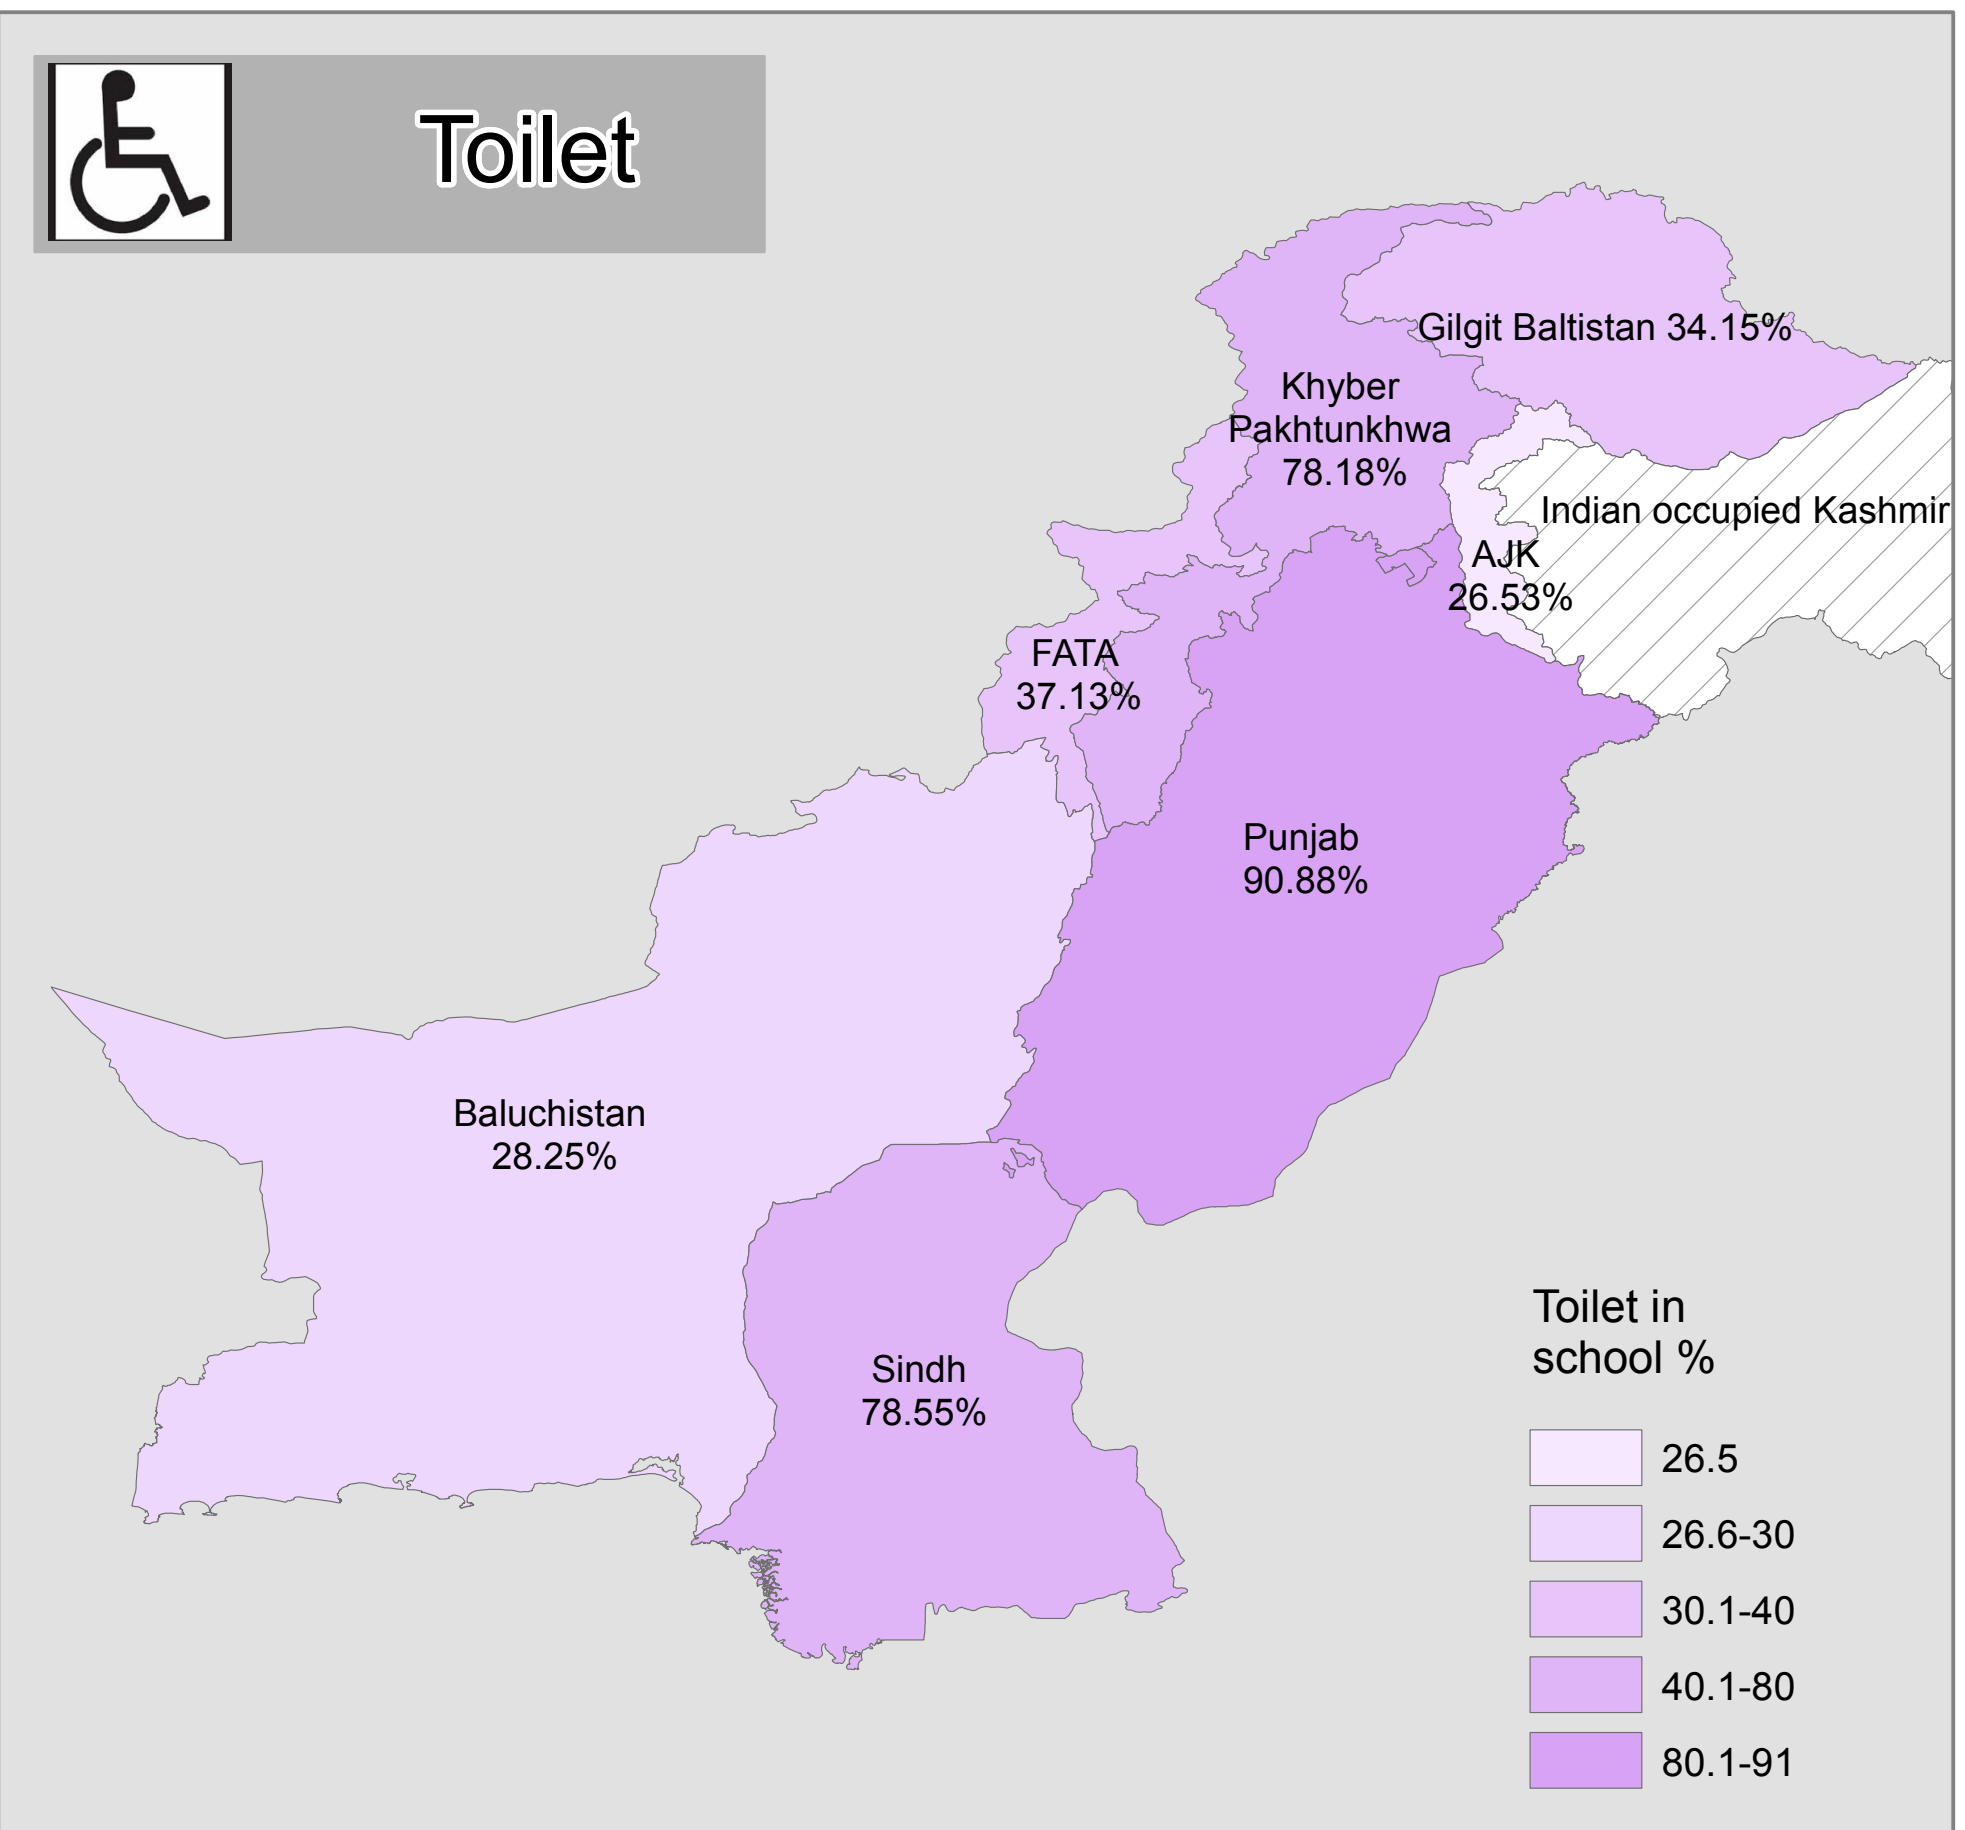 Toilet
Gilgit Baltistan 34.15%
Khyber
Pakhtunkhwa
78.18%
Indian occupied Kashmir
AJK
26.53%
FATA
37.13%
Punjab
90.88%
Baluchistan
28.25%
Sindh
78.55%
Toilet in
school %
26.5
26.6-30
30.1-40
40.1-80
80.1-91